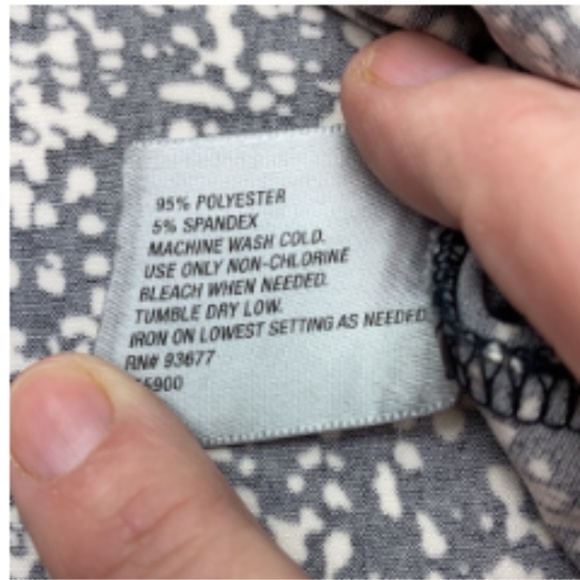 95% POLYESTER
5% SPANDEX
MACHINE WASH COLD.
USE ONLY NON-CHLORINE
BLEACH WHEN NEEDED.
TUMBLE DRY LOW.
IRON ON LOWEST SETTING AS NEEDED.
RN# 93677